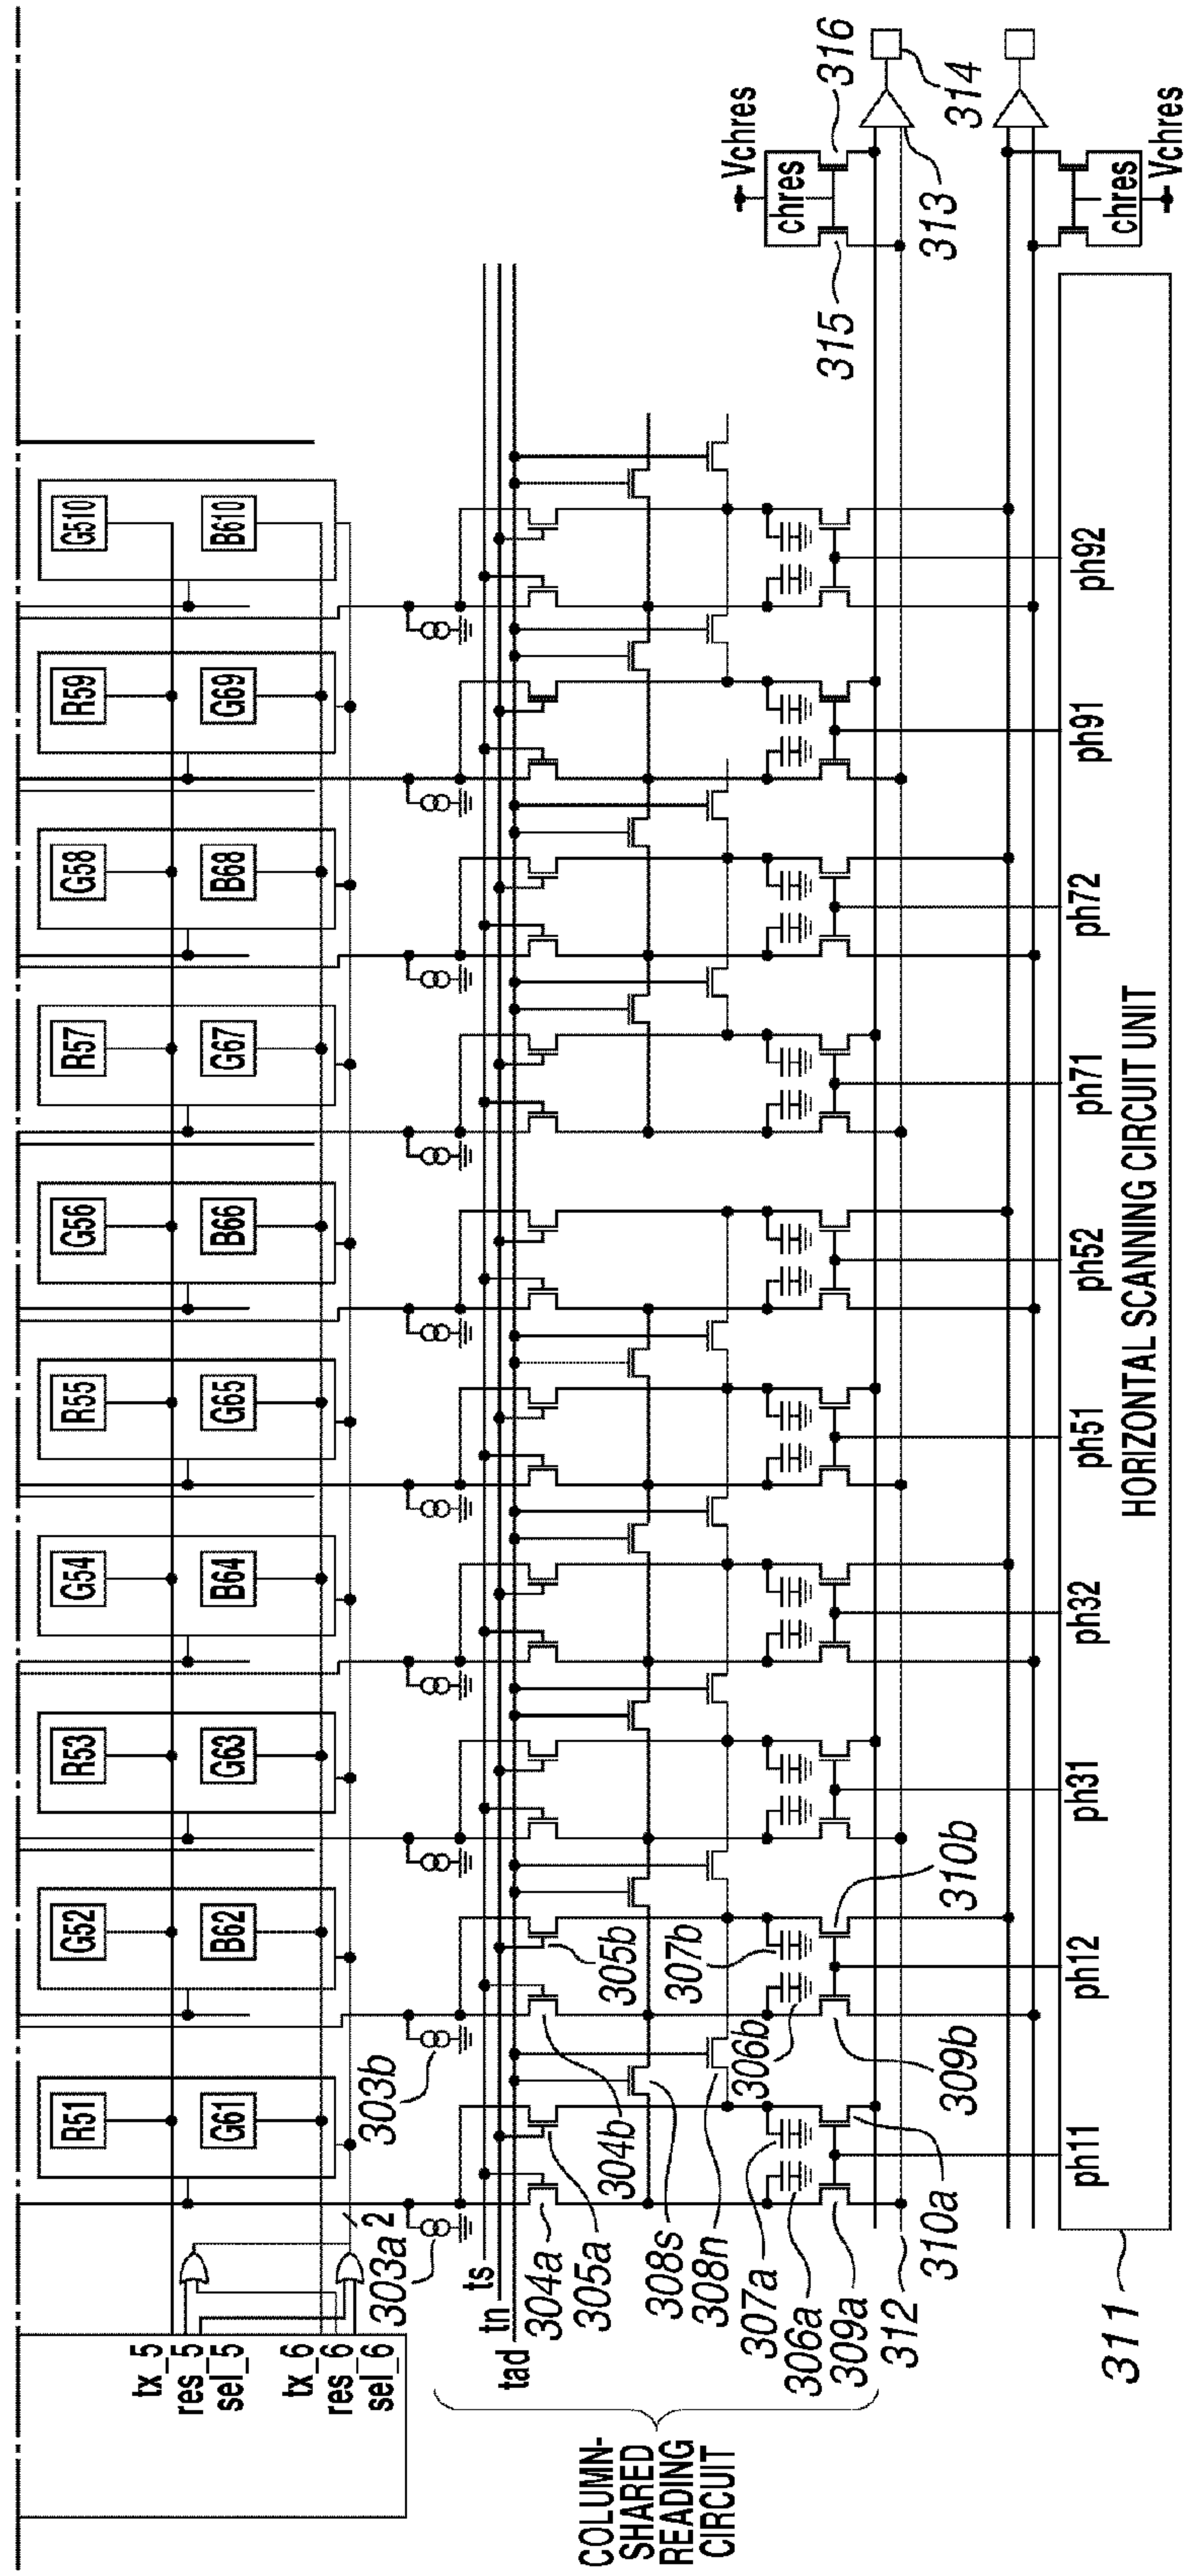 R51
G52
R53
G54
R55
G56
R57
G58
R59
G510
G61
B62
G63
B64
G65
B66
G67
B68
G69
B610
tx_5
res_5
sel_5
tx_6
res_6
sel_6
2
303a
303b
ts
tn
tad
304a
305a
304b
305b
308s
308n
307a
306a
309a
306b
307b
COLUMN-
SHARED
READING
CIRCUIT
312
310a
309b
310b
Vchres
chres
315
316
313
314
chres
Vchres
ph11
ph12
ph31
ph32
ph51
ph52
ph71
ph72
ph91
ph92
HORIZONTAL SCANNING CIRCUIT UNIT
311